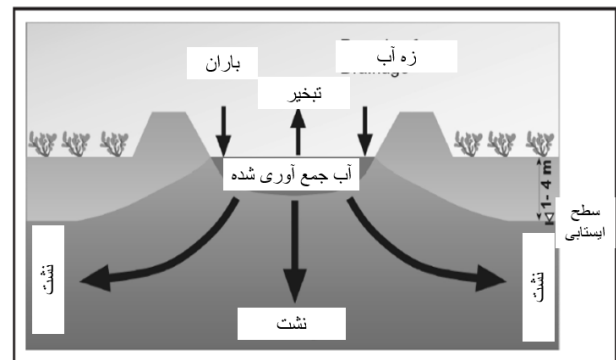 باران
زه آب
Drainage
تبخیر
آب جمع آوری شده
1- 4 m
سطح
ایستابی
نشت
نشت
نشت